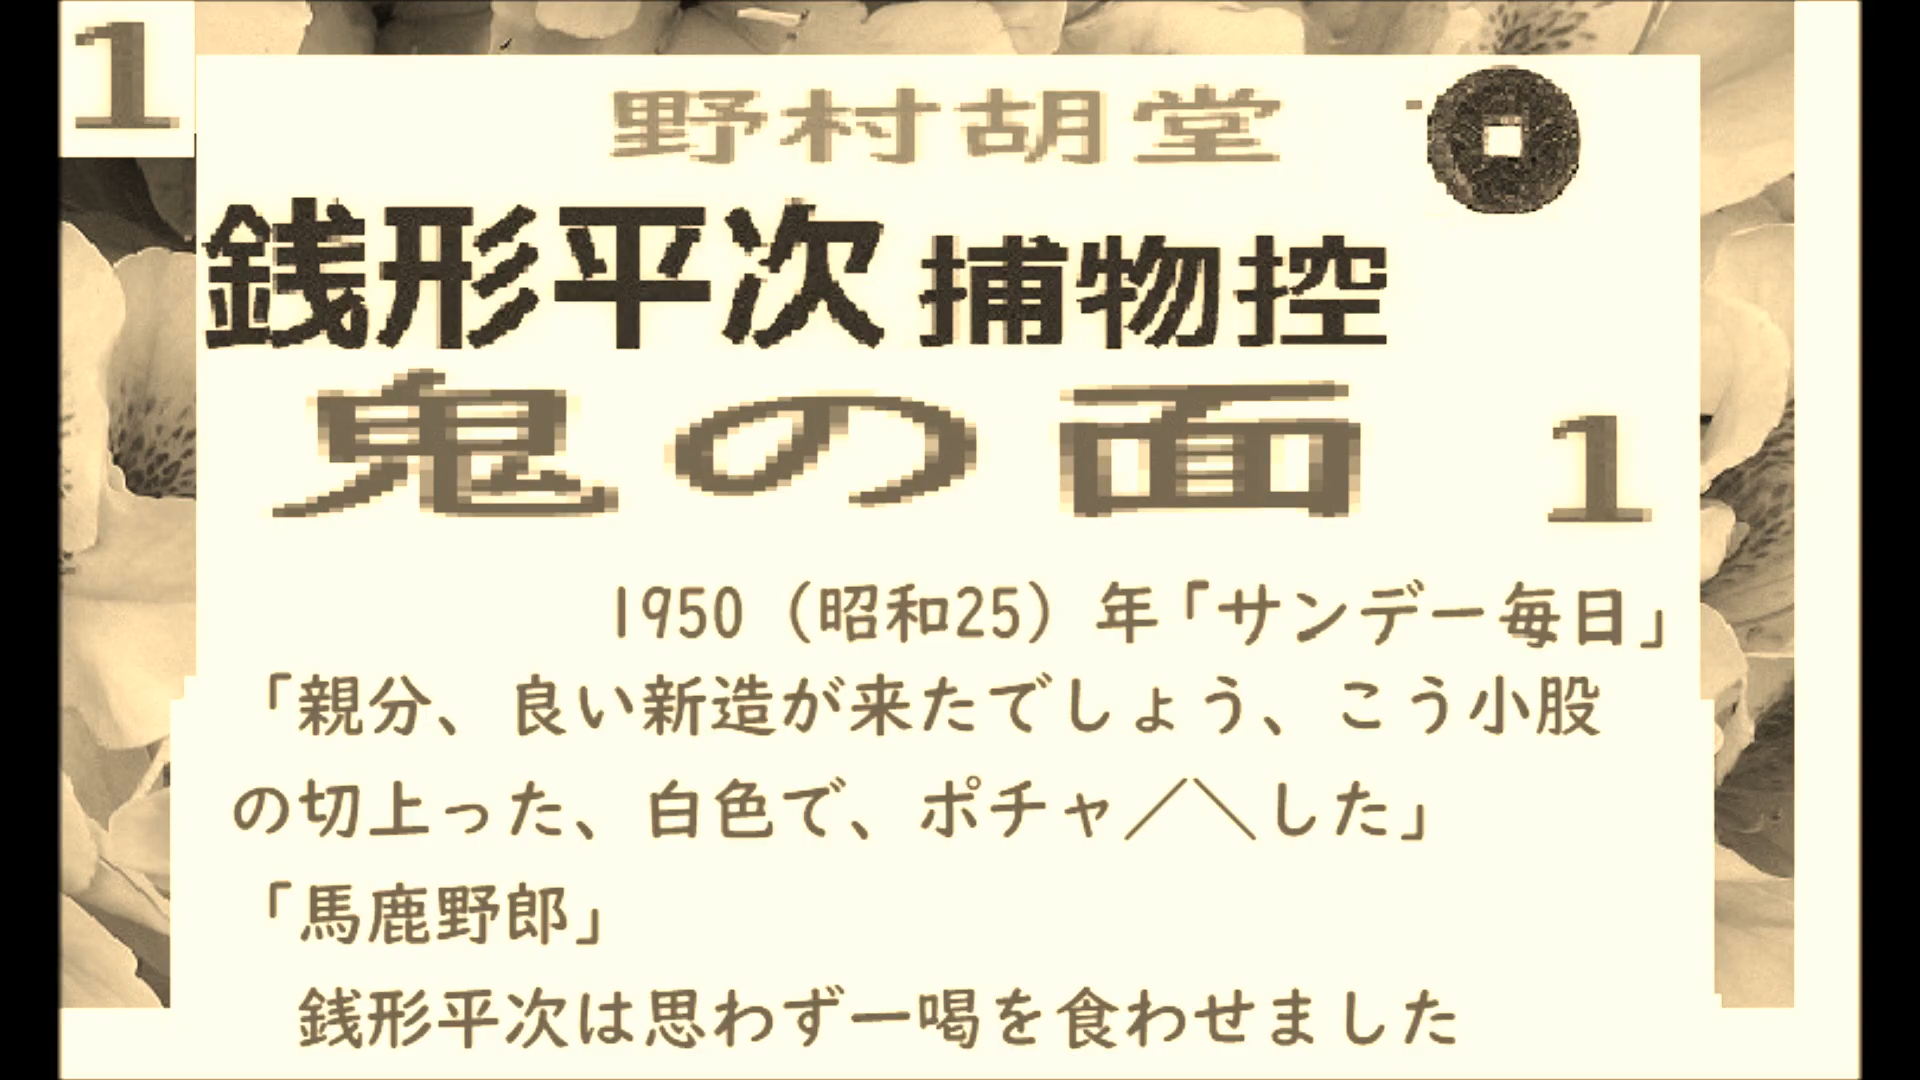 1
野村胡堂
銭形平次 捕物控
鬼の面 1
1950（昭和25）年「サンデー毎日」
「親分、良い新造が来たでしょう、こう小股
の切上った、白色で、ポチャ／＼した」
「馬鹿野郎」
銭形平次は思わず一喝を食わせました